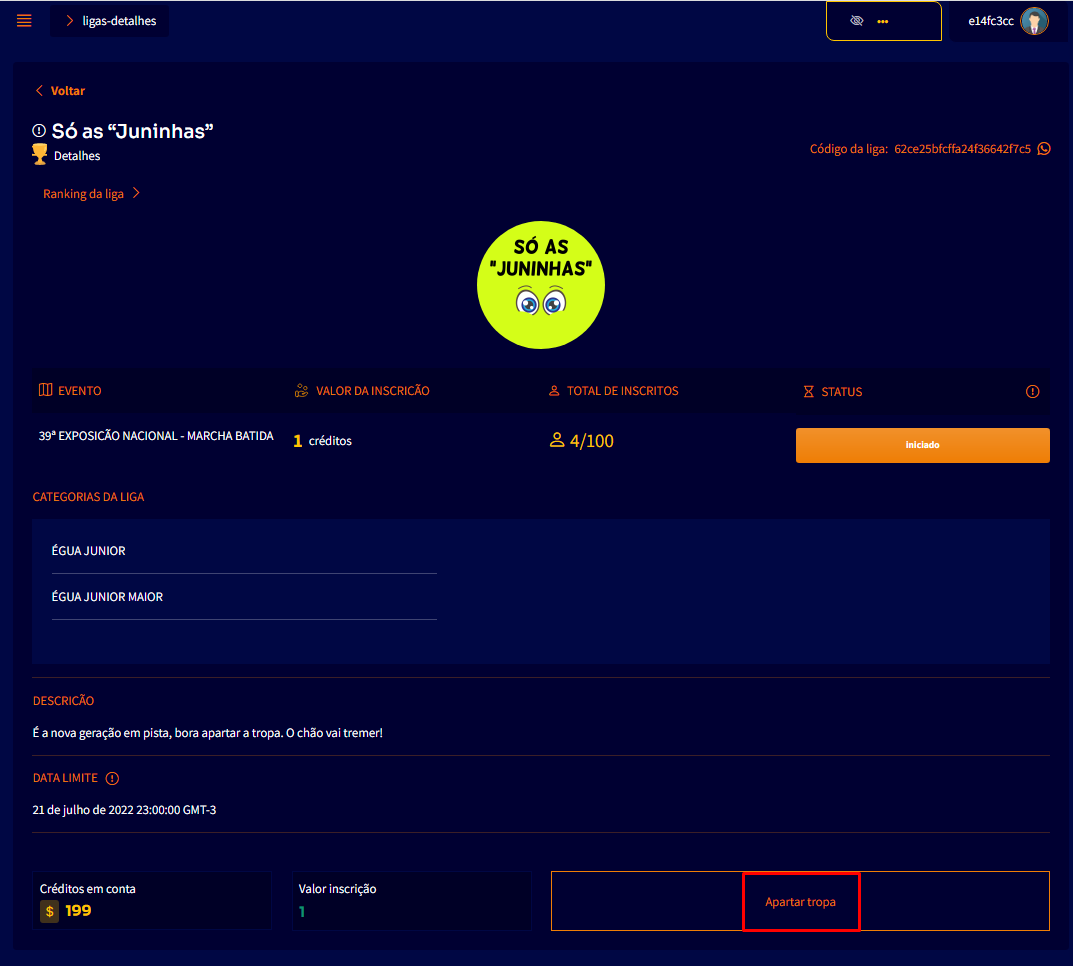 ligas-detalhes
e14fc3cc
Voltar
Só as “Juninhas”
Detalhes
Código da liga: 62ce25bfcffa24f36642f7c5
Ranking da liga
SÓ AS
"JUNINHAS"
EVENTO
VALOR DA INSCRIÇÃO
TOTAL DE INSCRITOS
STATUS
39ª EXPOSICÃO NACIONAL - MARCHA BATIDA
1 créditos
4/100
iniciado
CATEGORIAS DA LIGA
ÉGUA JUNIOR
ÉGUA JUNIOR MAIOR
DESCRIÇÃO
É a nova geração em pista, bora apartar a tropa. O chão vai tremer!
DATA LIMITE
21 de julho de 2022 23:00:00 GMT-3
Créditos em conta
$ 199
Valor inscrição
1
Apartar tropa